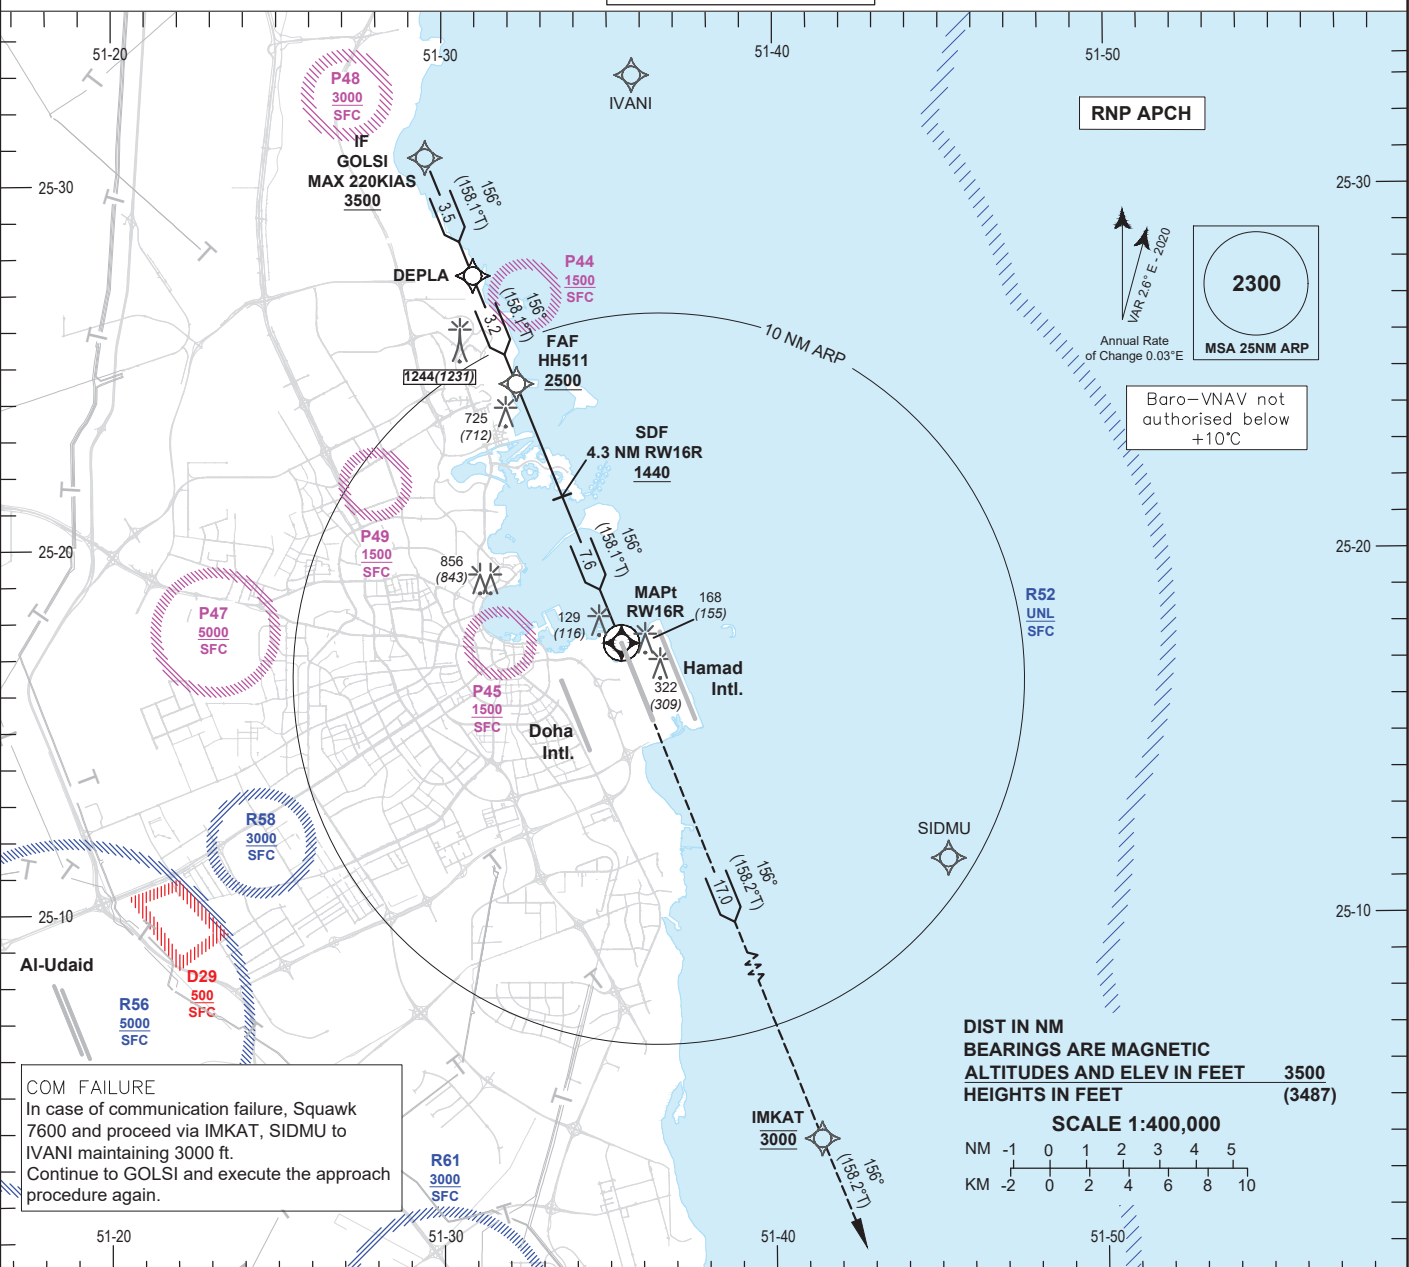 51-20
51-30
51-40
51-50
P48
3000
SFC
IVANI
RNP APCH
IF
GOLSI
MAX 220KIAS
3500
25-30
25-30
156°
(158.1°T)
3.5
VAR 2.6° E - 2020
Annual Rate
of Change 0.03°E
2300
MSA 25NM ARP
DEPLA
P44
1500
SFC
156°
(158.1°T)
3.2
10 NM ARP
FAF
HH511
2500
1244(1231)
Baro-VNAV not
authorised below
+10°C
725
(712)
SDF
4.3 NM RW16R
1440
P49
1500
SFC
25-20
25-20
156°
(158.1°T)
7.6
856
(843)
P47
5000
SFC
MAPt
RW16R
168
(155)
129
(116)
R52
UNL
SFC
Hamad
Intl.
322
(309)
P45
1500
SFC
Doha
Intl.
R58
3000
SFC
SIDMU
156°
(158.2°T)
17.0
25-10
25-10
Al-Udaid
D29
500
SFC
R56
5000
SFC
DIST IN NM
BEARINGS ARE MAGNETIC
ALTITUDES AND ELEV IN FEET 3500
HEIGHTS IN FEET (3487)
SCALE 1:400,000
NM -1 0 1 2 3 4 5
KM -2 0 2 4 6 8 10
COM FAILURE
In case of communication failure, Squawk
7600 and proceed via IMKAT, SIDMU to
IVANI maintaining 3000 ft.
Continue to GOLSI and execute the approach
procedure again.
IMKAT
3000
156°
(158.2°T)
R61
3000
SFC
51-20
51-30
51-40
51-50